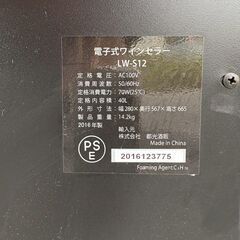 電子式ワインセラー
LW-S12
定格電圧：AC100V
消費周波数：50/60Hz
定格消費電力：70W(25℃)
定格内容積：40L
外形寸法：幅280×奥行567×高さ665
製品重量：14.2kg
2016年製
輸入元
株式会社 都光酒販
Made in China
PS
E
2016123775
Foaming Agent:C₅H₁₀